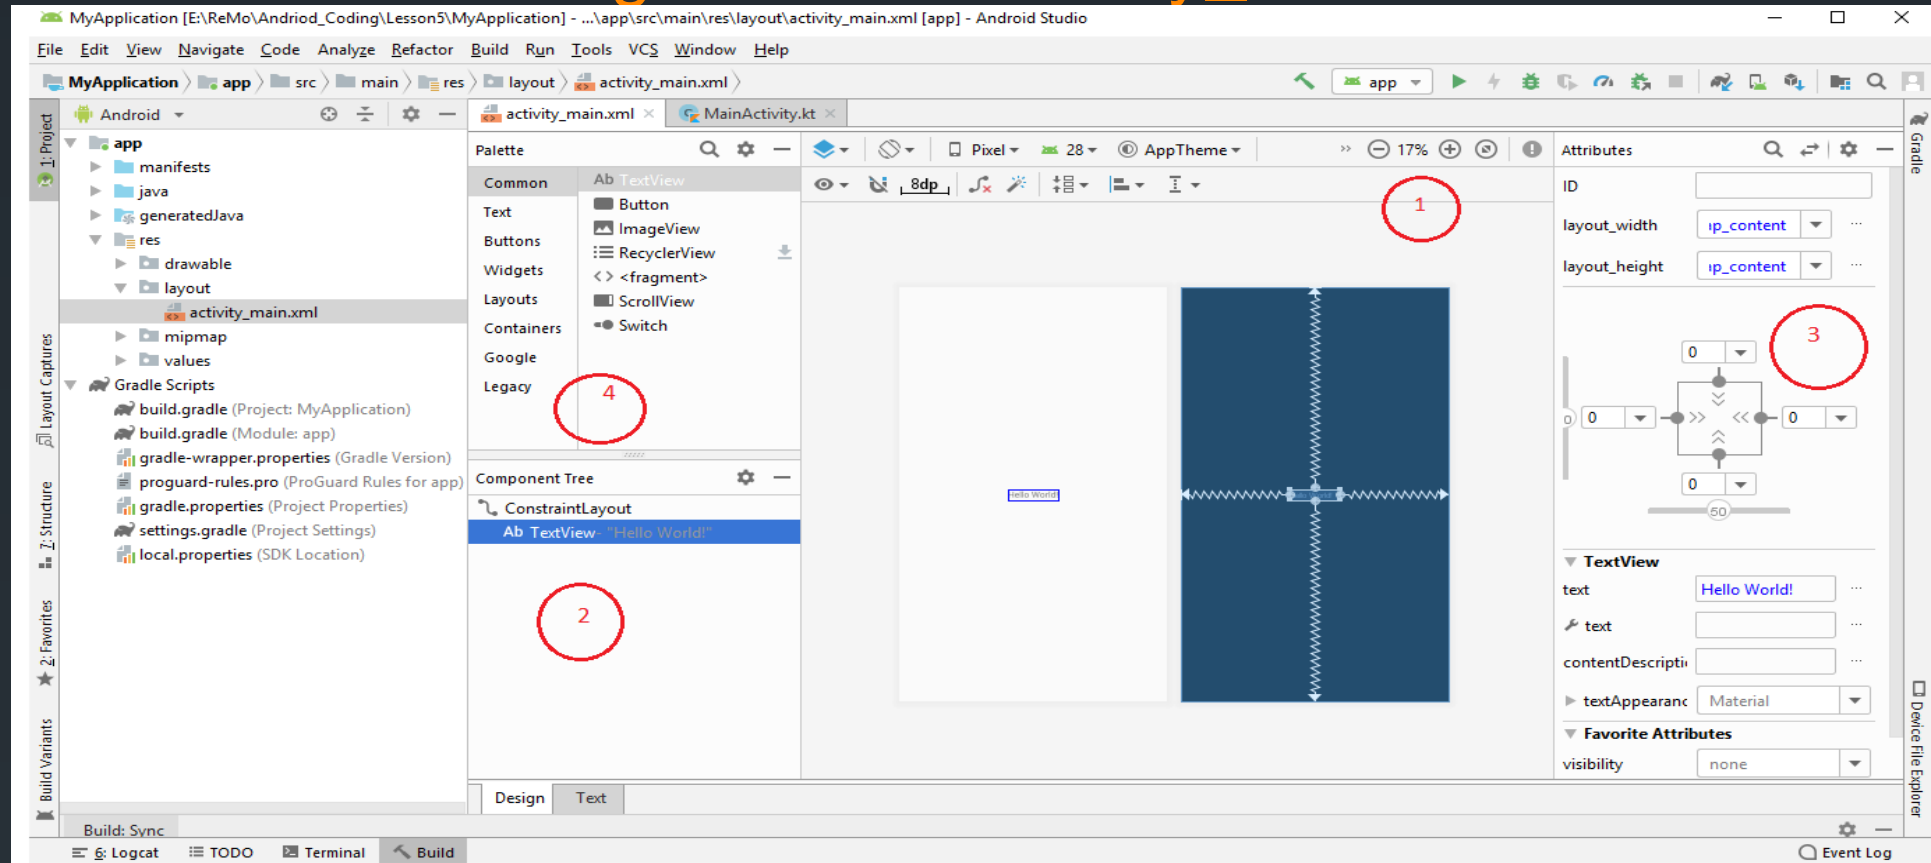 MyApplication [E:\ReMo\Andriod_Coding\Lesson5\MyApplication] - ...\app\src\main\res\layout\activity_main.xml [app] - Android Studio
File Edit View Navigate Code Analyze Refactor Build Run Tools VCS Window Help
MyApplication app src main res layout activity_main.xml
app
1: Project
Layout Captures
7: Structure
2: Favorites
Build Variants
Android
app
manifests
java
generatedJava
res
drawable
layout
activity_main.xml
mipmap
values
Gradle Scripts
build.gradle (Project: MyApplication)
build.gradle (Module: app)
gradle-wrapper.properties (Gradle Version)
proguard-rules.pro (ProGuard Rules for app)
gradle.properties (Project Properties)
settings.gradle (Project Settings)
local.properties (SDK Location)
activity_main.xml MainActivity.kt
Palette
Common
Text
Buttons
Widgets
Layouts
Containers
Google
Legacy
Ab TextView
Button
ImageView
RecyclerView
<fragment>
ScrollView
Switch
4
Component Tree
ConstraintLayout
Ab TextView- "Hello World!"
2
Pixel 28 AppTheme 17%
8dp
1
Hello World!
Attributes
ID
layout_width ıp_content ...
layout_height ıp_content ...
3
0
0 0
0
50
TextView
text Hello World! ...
text ...
contentDescripti ...
textAppearanc Material
Favorite Attributes
visibility none
Gradle
Device File Explorer
Design Text
Build: Sync
6: Logcat TODO Terminal Build Event Log